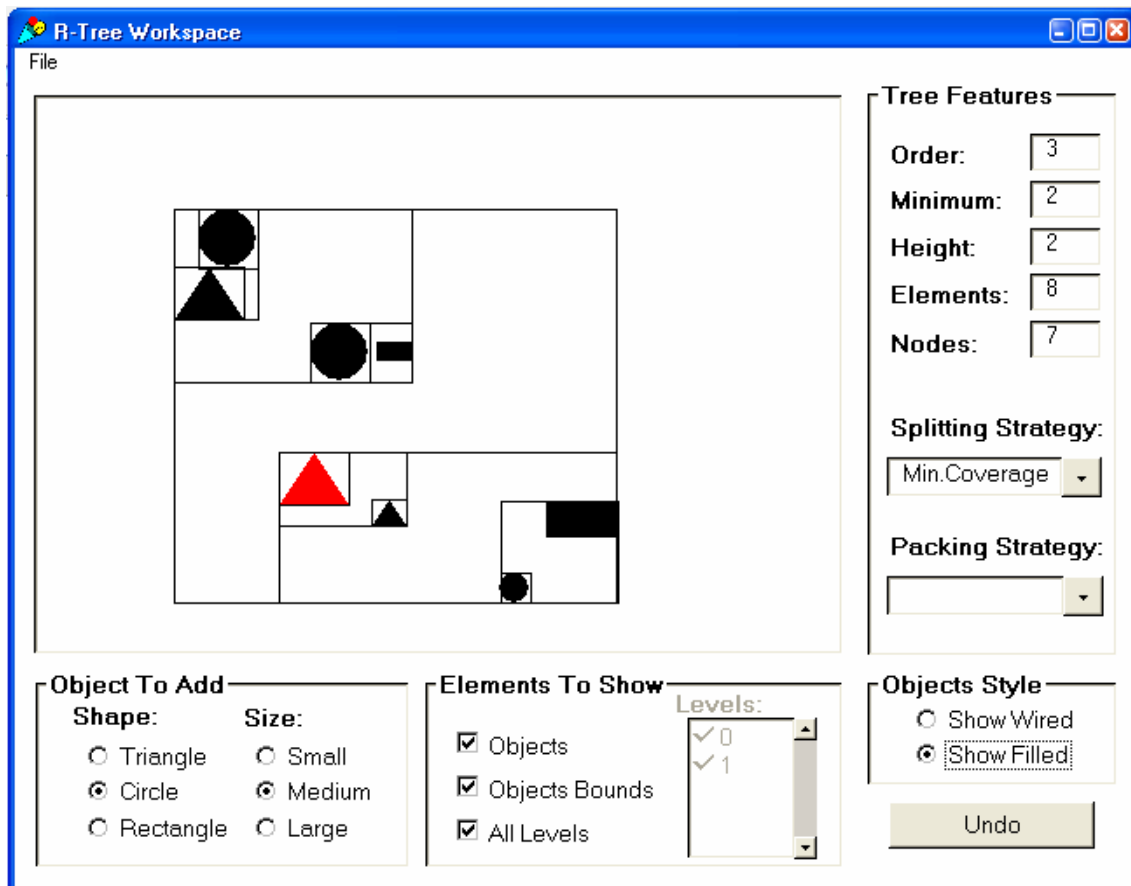 R-Tree Workspace
File
Tree Features
Order: 3
Minimum: 2
Height: 2
Elements: 8
Nodes: 7
Splitting Strategy:
Min.Coverage
Packing Strategy:
Object To Add
Shape: Size:
Triangle Small
Circle Medium
Rectangle Large
Elements To Show
Levels:
Objects
Objects Bounds
All Levels
0
1
Objects Style
Show Wired
Show Filled
Undo